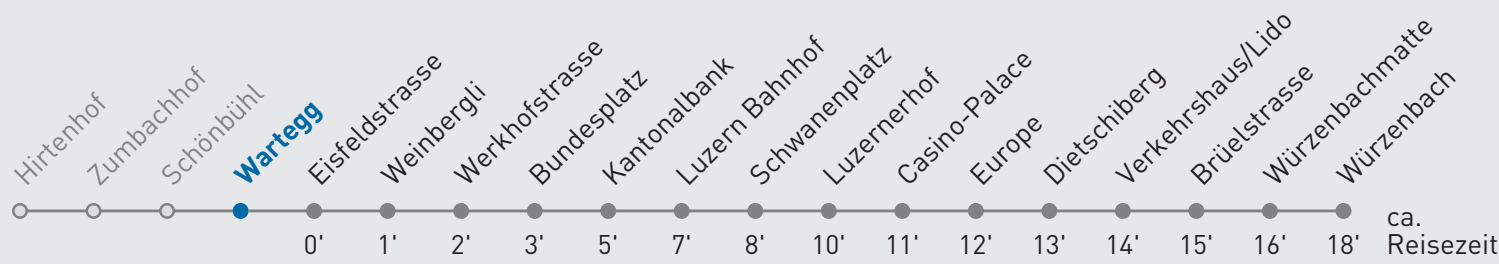 Hirtenhof
Zumbachhof
Schönbühl
Wartegg
Eisfeldstrasse
Weinbergli
Werkhofstrasse
Bundesplatz
Kantonalbank
Luzern Bahnhof
Schwanenplatz
Luzernerhof
Casino-Palace
Europe
Dietschiberg
Verkehrshaus/Lido
Brüelstrasse
Würzenbachmatte
Würzenbach
0' 1' 2' 3' 5' 7' 8' 10' 11' 12' 13' 14' 15' 16' 18'
ca.
Reisezeit